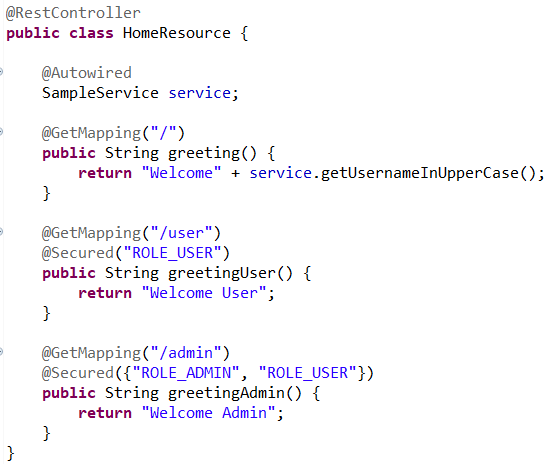 @RestController
public class HomeResource {
@Autowired
SampleService service;
@GetMapping("/")
public String greeting() {
return "Welcome" + service.getUsernameInUpperCase();
}
@GetMapping("/user")
@Secured("ROLE_USER")
public String greetingUser() {
return "Welcome User";
}
@GetMapping("/admin")
@Secured({"ROLE_ADMIN", "ROLE_USER"})
public String greetingAdmin() {
return "Welcome Admin";
}
}